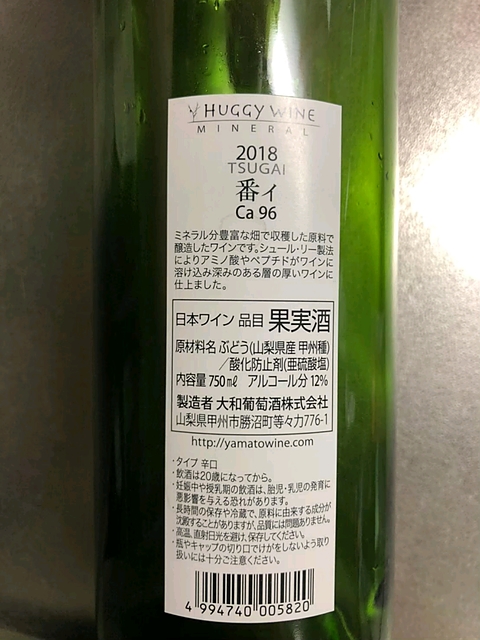 HUGGY WINE
MINERAL
2018
TSUGAI
番イ
Ca 96
ミネラル分豊富な畑で収穫した原料で
醸造したワインです。シュール・リー製法
によりアミノ酸やペプチドがワインに
溶け込み深みのある層の厚いワインに
仕上ました。
日本ワイン 品目 果実酒
原材料名 ぶどう(山梨県産 甲州種)
/酸化防止剤(亜硫酸塩)
内容量 750㎖ アルコール分 12%
製造者 大和葡萄酒株式会社
山梨県甲州市勝沼町等々力776-1
http://yamatowine.com
・タイプ 辛口
・飲酒は20歳になってから。
・妊娠中や授乳期の飲酒は、胎児・乳児の発育に
悪影響を与える恐れがあります。
・長時間の保存や冷蔵で、原料に由来する成分が
沈殿することがありますが、品質には問題ありません。
・高温、直射日光を避け、保存してください。
・瓶やキャップの切り口でけがをしないよう取り
扱いには十分ご注意ください。
4 994740 005820